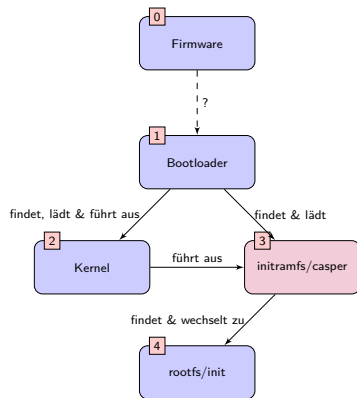 0
Firmware
?
1
Bootloader
findet, lädt & führt aus
findet & lädt
2
Kernel
führt aus
3
initramfs/casper
findet & wechselt zu
4
rootfs/init